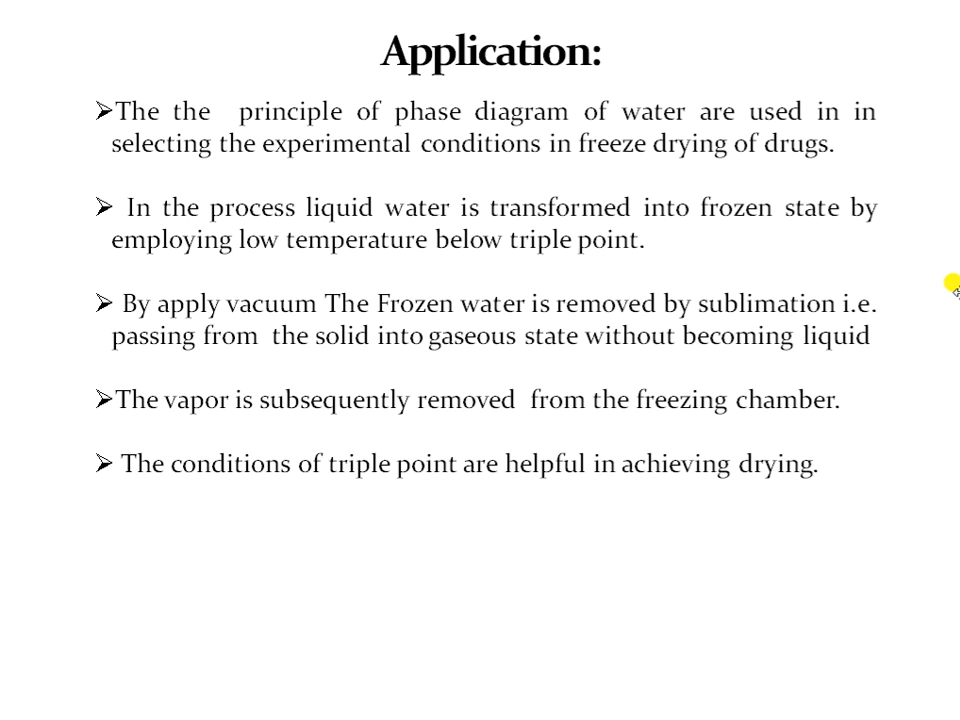 Application:
➢The the principle of phase diagram of water are used in in
selecting the experimental conditions in freeze drying of drugs.
➢ In the process liquid water is transformed into frozen state by
employing low temperature below triple point.
➢ By apply vacuum The Frozen water is removed by sublimation i.e.
passing from the solid into gaseous state without becoming liquid
➢The vapor is subsequently removed from the freezing chamber.
➢ The conditions of triple point are helpful in achieving drying.